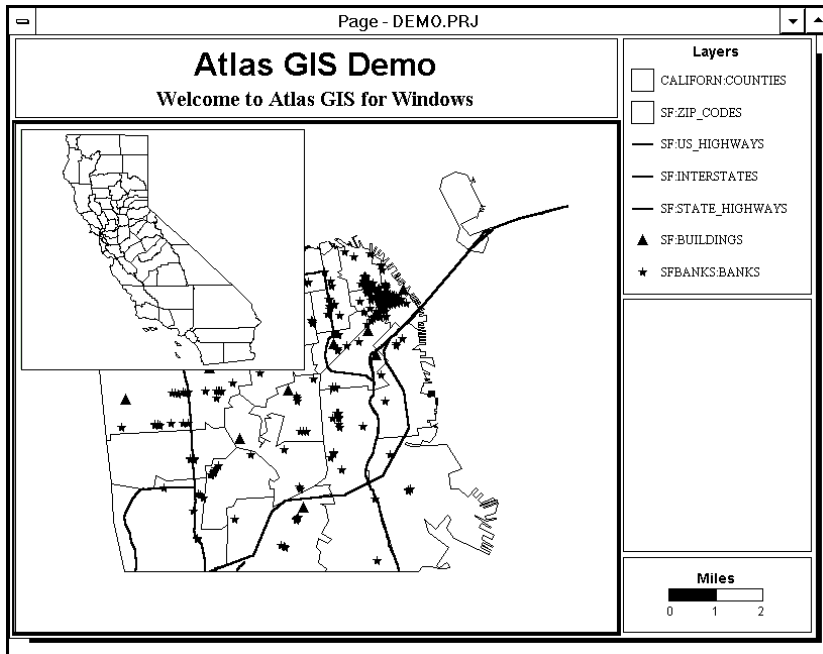 Page - DEMO.PRJ
Atlas GIS Demo
Welcome to Atlas GIS for Windows
Layers
CALIFORN:COUNTIES
SF:ZIP_CODES
SF:US_HIGHWAYS
SF:INTERSTATES
SF:STATE_HIGHWAYS
SF:BUILDINGS
SFBANKS:BANKS
Miles
0 1 2